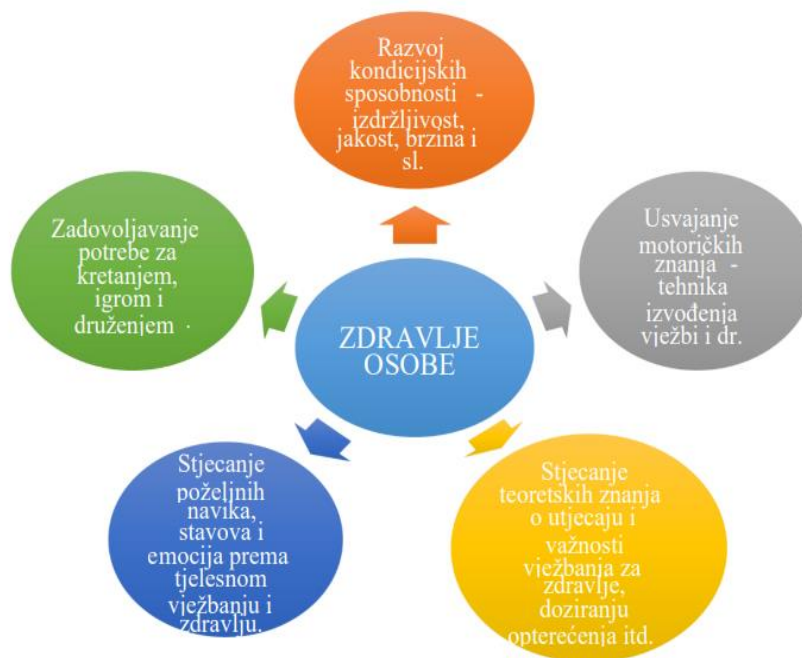 Razvoj
kondicijskih
sposobnosti -
izdržljivost,
jakost, brzina i
sl.
Zadovoljavanje
potrebe za
kretanjem,
igrom i
druženjem .
Usvajanje
motoričkih
znanja -
tehnika
izvođenja
vježbi i dr.
ZDRAVLJE
OSOBE
Stjecanje
poželjnih
navika,
stavova i
emocija prema
tjelesnom
vježbanju i
zdravlju.
Stjecanje
teoretskih znanja
o utjecaju i
važnosti
vježbanja za
zdravlje,
doziranju
opterećenja itd.